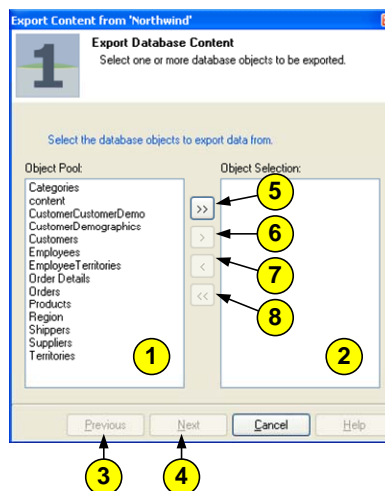 Export Content from 'Northwind'
1
Export Database Content
Select one or more database objects to be exported.
Select the database objects to export data from.
Object Pool:
Object Selection:
Categories
content
CustomerCustomerDemo
CustomerDemographics
Customers
Employees
EmployeeTerritories
Order Details
Orders
Products
Region
Shippers
Suppliers
Territories
>>
>
<
<<
5
6
7
8
1
2
Previous
Next
Cancel
Help
3
4